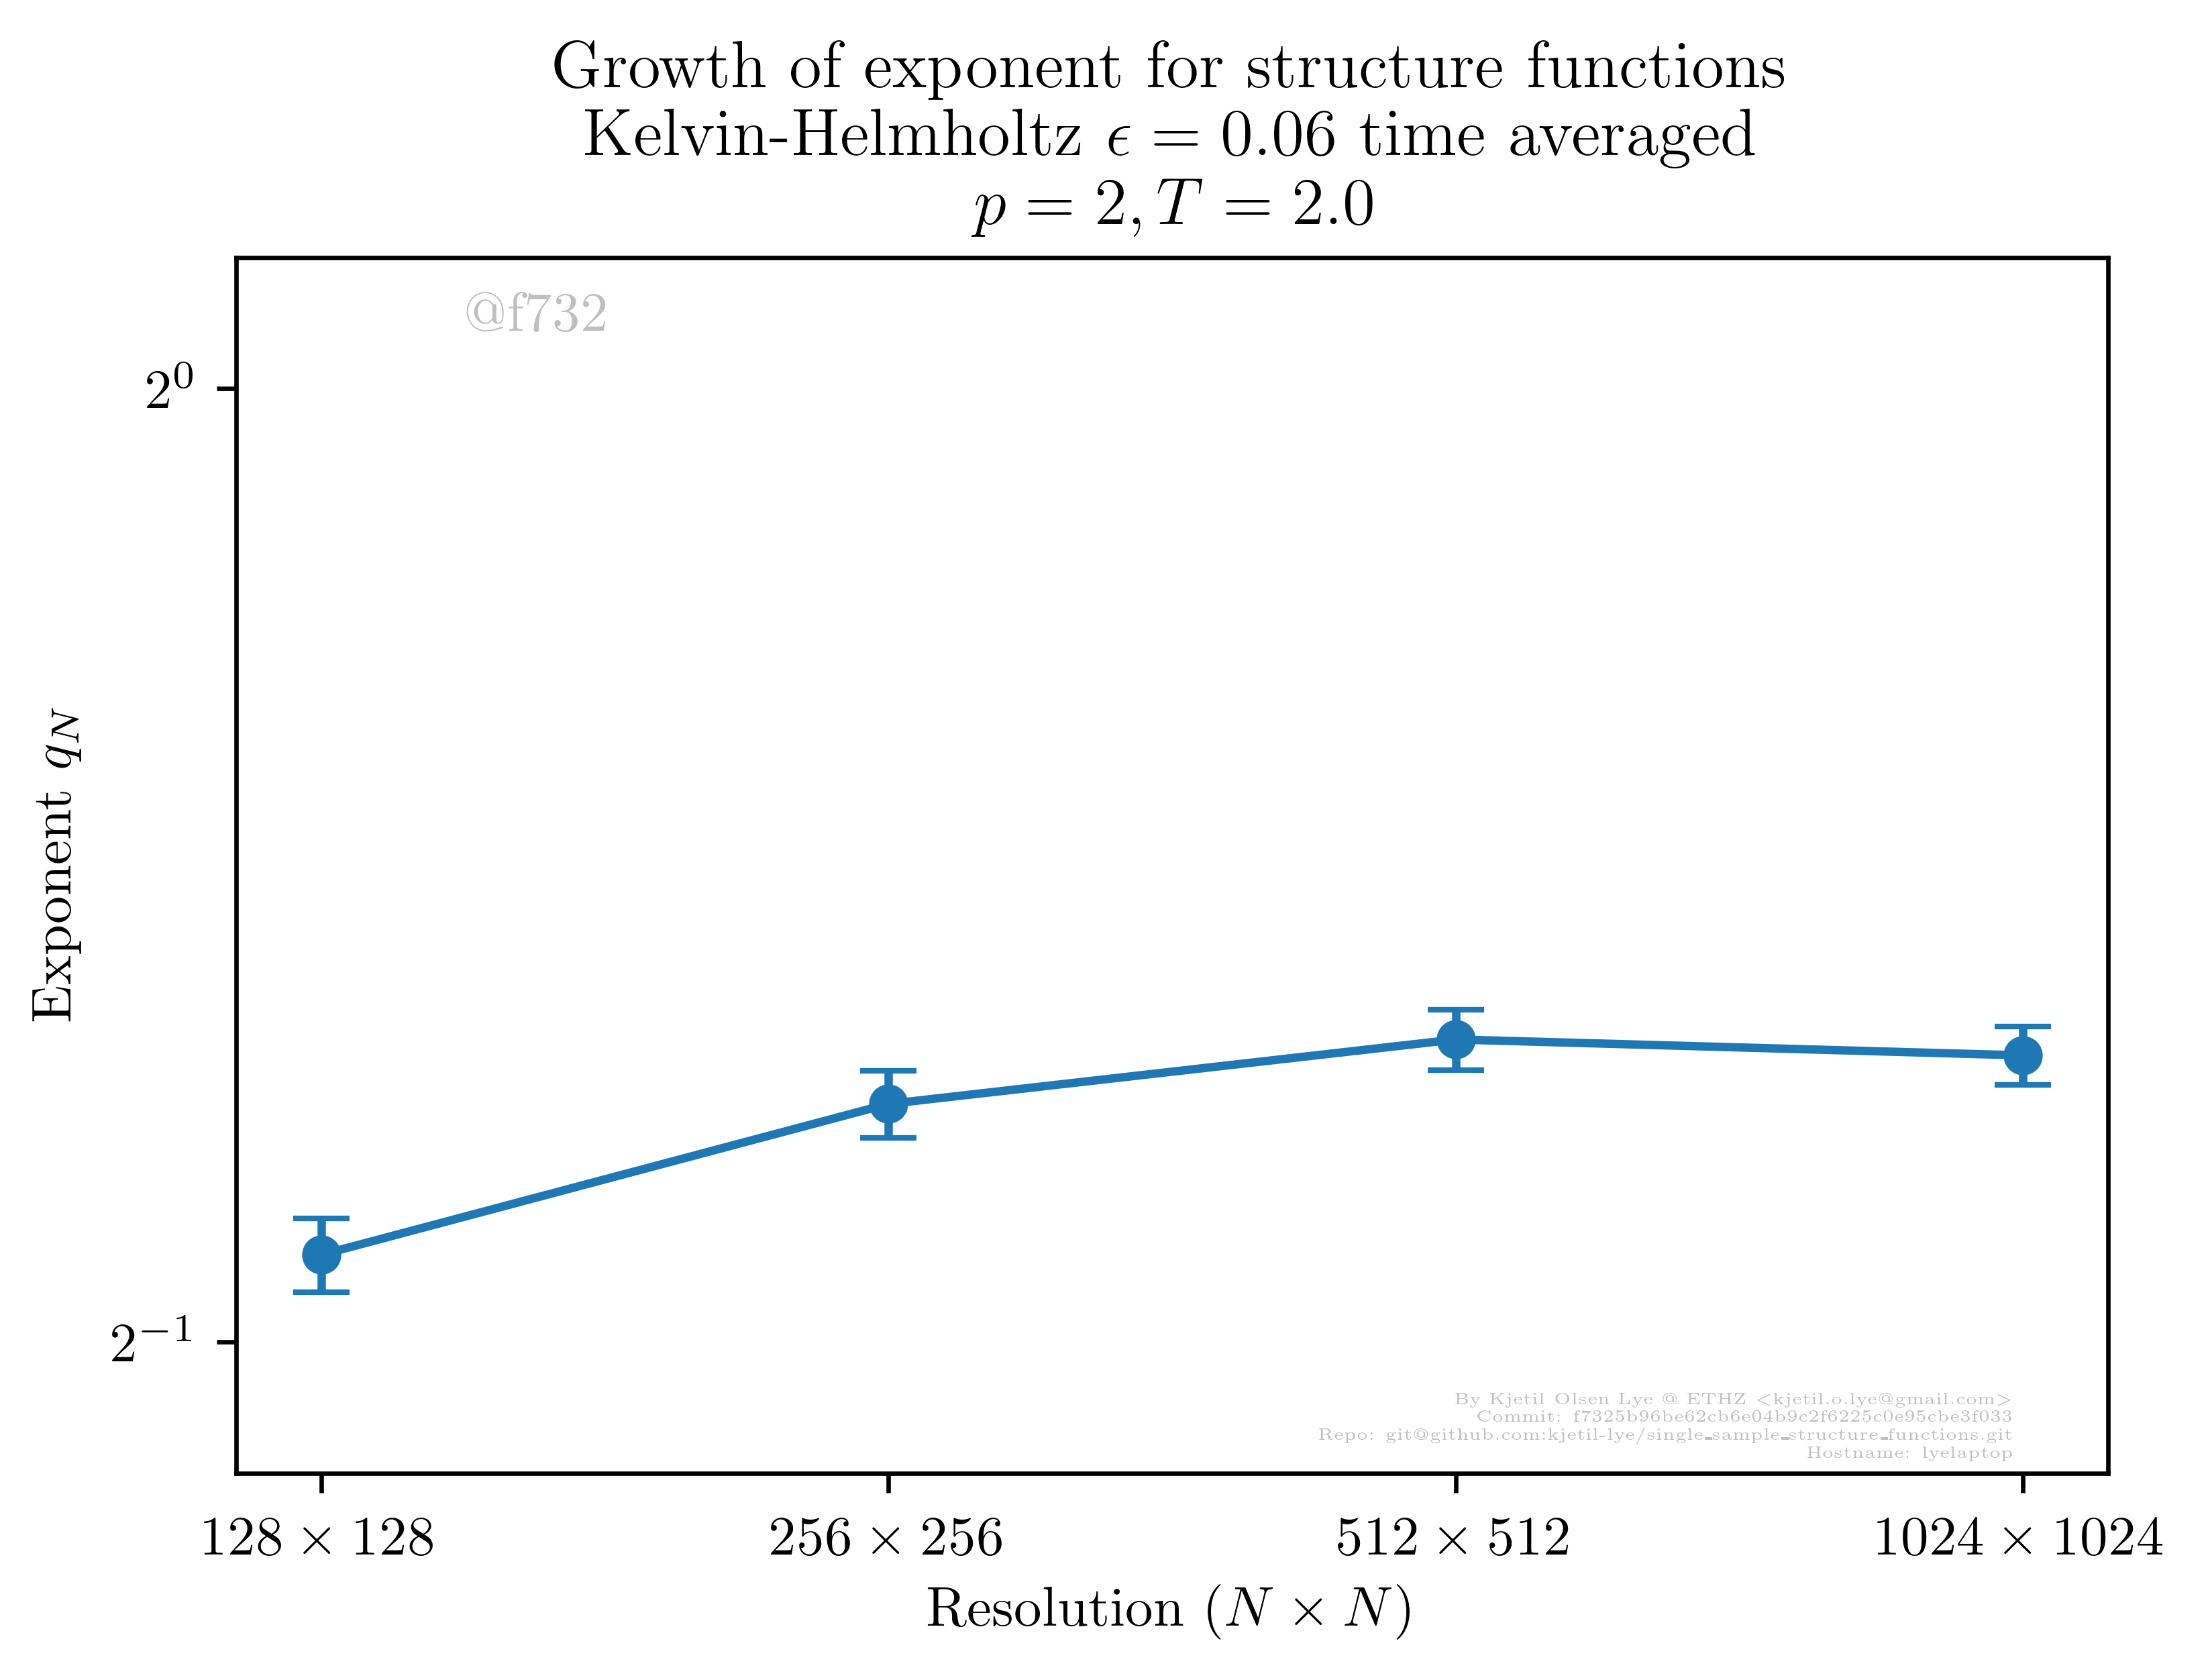 Growth of exponent for structure functions
Kelvin-Helmholtz ϵ = 0.06 time averaged
p = 2, T = 2.0
@f732
2⁰
Exponent q_N
2⁻¹
By Kjetil Olsen Lye @ ETHZ <kjetil.o.lye@gmail.com>
Commit: f7325b96be62cb6e04b9c2f6225c0e95cbe3f033
Repo: git@github.com:kjetil-lye/single_sample_structure_functions.git
Hostname: lyelaptop
128 × 128 256 × 256 512 × 512 1024 × 1024
Resolution (N × N)